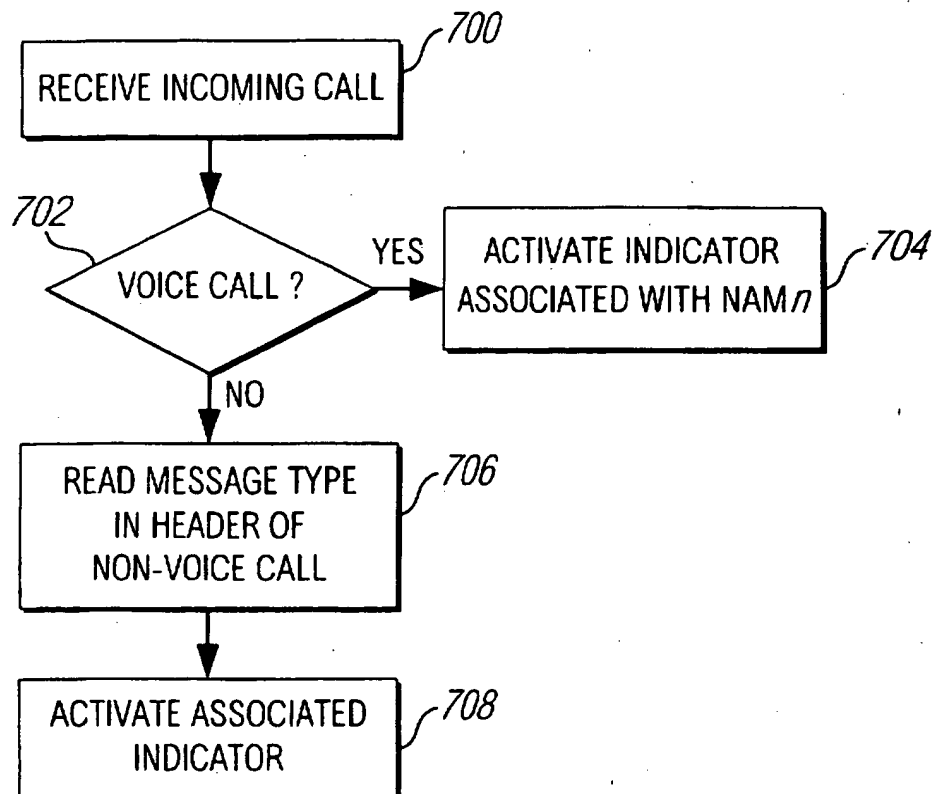 700
RECEIVE INCOMING CALL
702
VOICE CALL ?
YES
ACTIVATE INDICATOR
ASSOCIATED WITH NAM n
704
NO
READ MESSAGE TYPE
IN HEADER OF
NON-VOICE CALL
706
ACTIVATE ASSOCIATED
INDICATOR
708